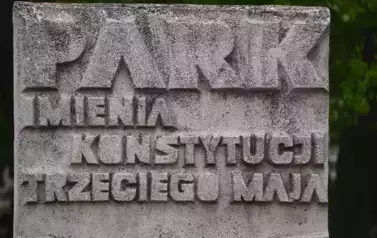 PARK
IMIENIA
KONSTYTUCJI
TRZECIEGO MAJA